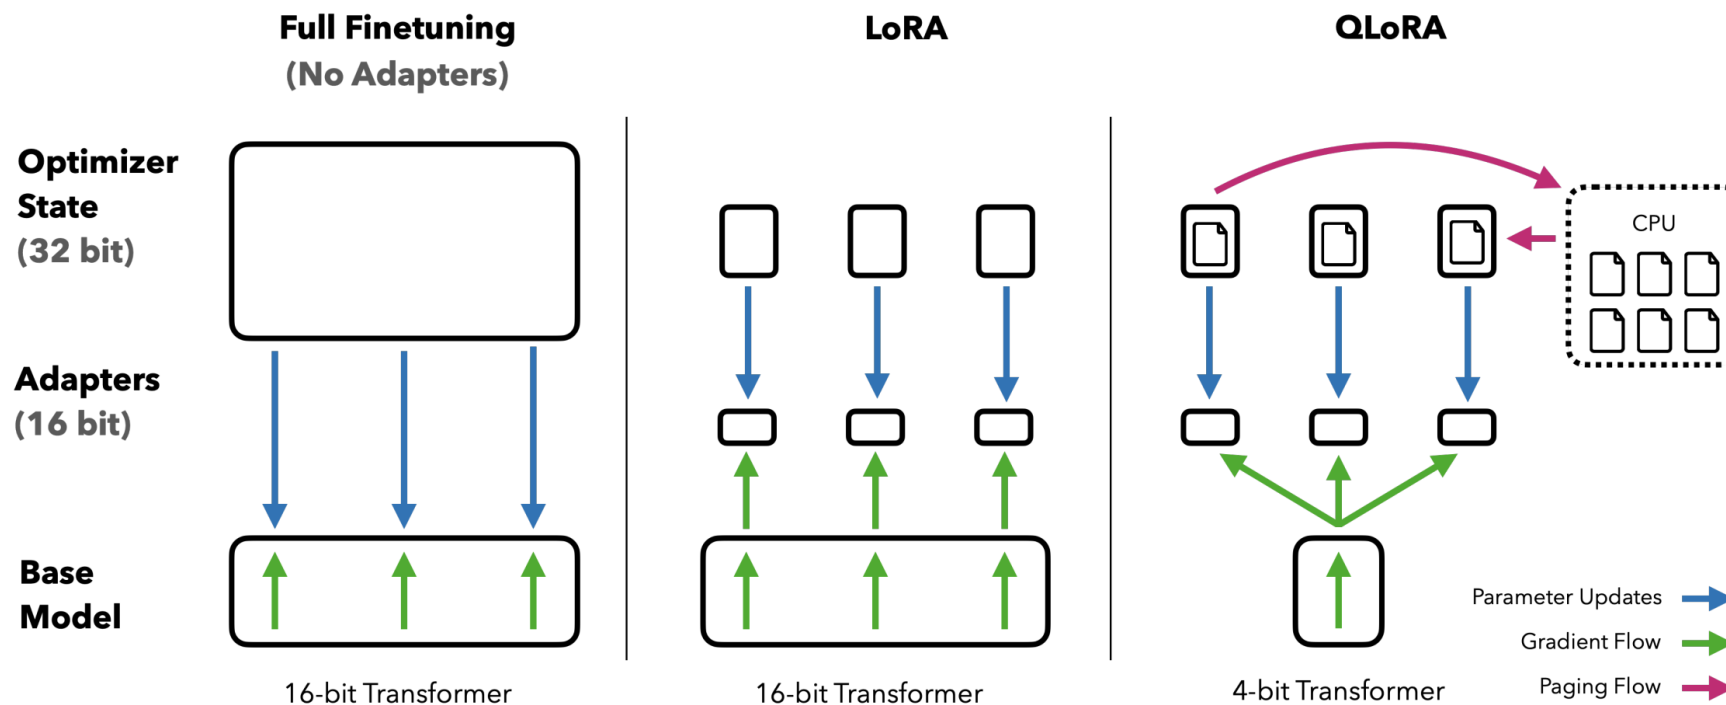 Full Finetuning
(No Adapters)
LoRA
QLoRA
Optimizer
State
(32 bit)
CPU
Adapters
(16 bit)
Base
Model
Parameter Updates
Gradient Flow
Paging Flow
16-bit Transformer
16-bit Transformer
4-bit Transformer